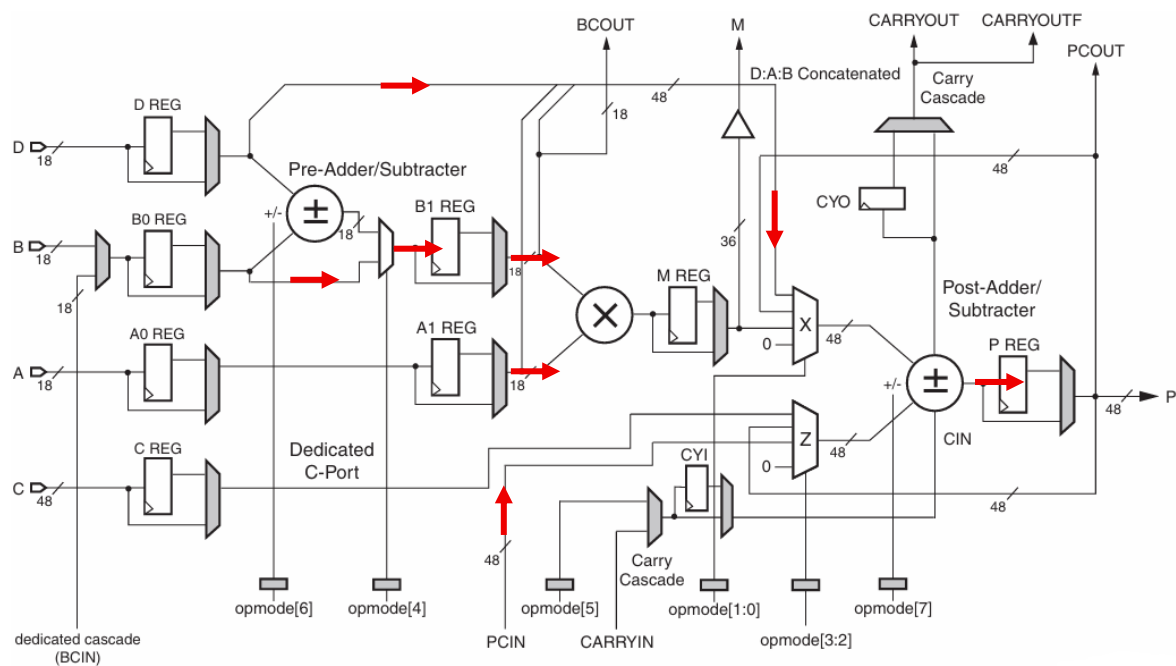 CARRYOUT
CARRYOUTF
BCOUT
M
PCOUT
D:A:B Concatenated
Carry
Cascade
48
18
D REG
D
18
Pre-Adder/Subtracter
48
+/-
±
B0 REG
18
B1 REG
CYO
B
18
36
18
18
M REG
Post-Adder/
Subtracter
×
X
48
0
P REG
A0 REG
A1 REG
A
18
18
+/-
±
48
P
C REG
Dedicated
C-Port
Z
48
CIN
CYI
0
C
48
48
48
Carry
Cascade
opmode[6]
opmode[4]
opmode[5]
opmode[1:0]
opmode[7]
dedicated cascade
(BCIN)
PCIN
CARRYIN
opmode[3:2]